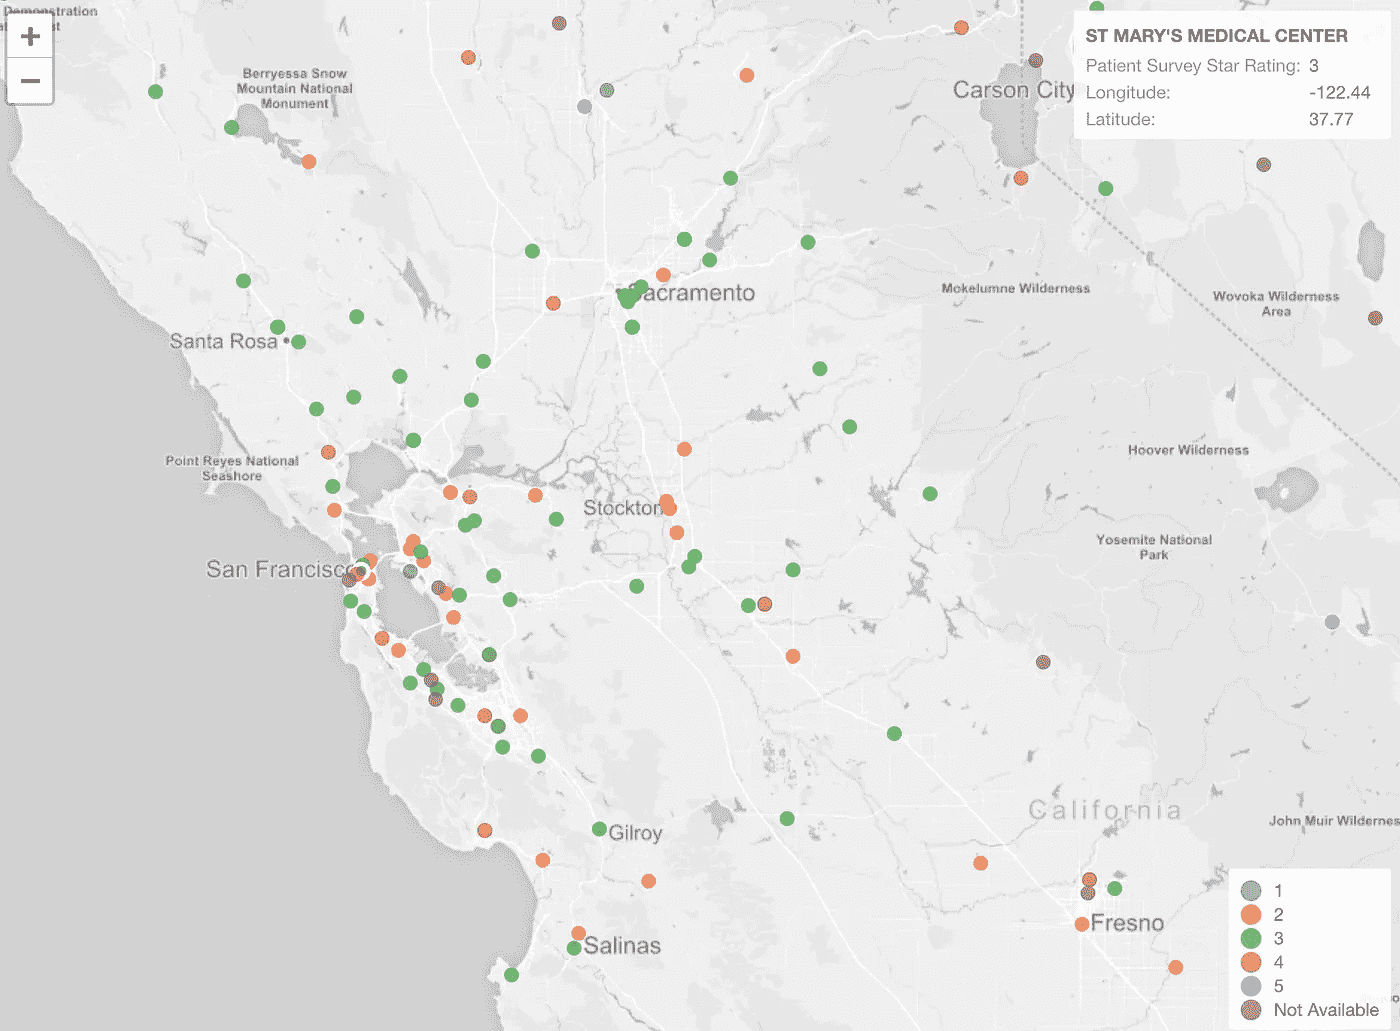 Demonstration
+
−
Berryessa Snow
Mountain National
Monument
Carson City
ST MARY'S MEDICAL CENTER
Patient Survey Star Rating: 3
Longitude: -122.44
Latitude: 37.77
Sacramento
Mokelumne Wilderness
Wovoka Wilderness
Area
Santa Rosa
Point Reyes National
Seashore
Hoover Wilderness
Stockton
Yosemite National
Park
San Francisco
California
Gilroy
John Muir Wildernes
Fresno
Salinas
1
2
3
4
5
Not Available